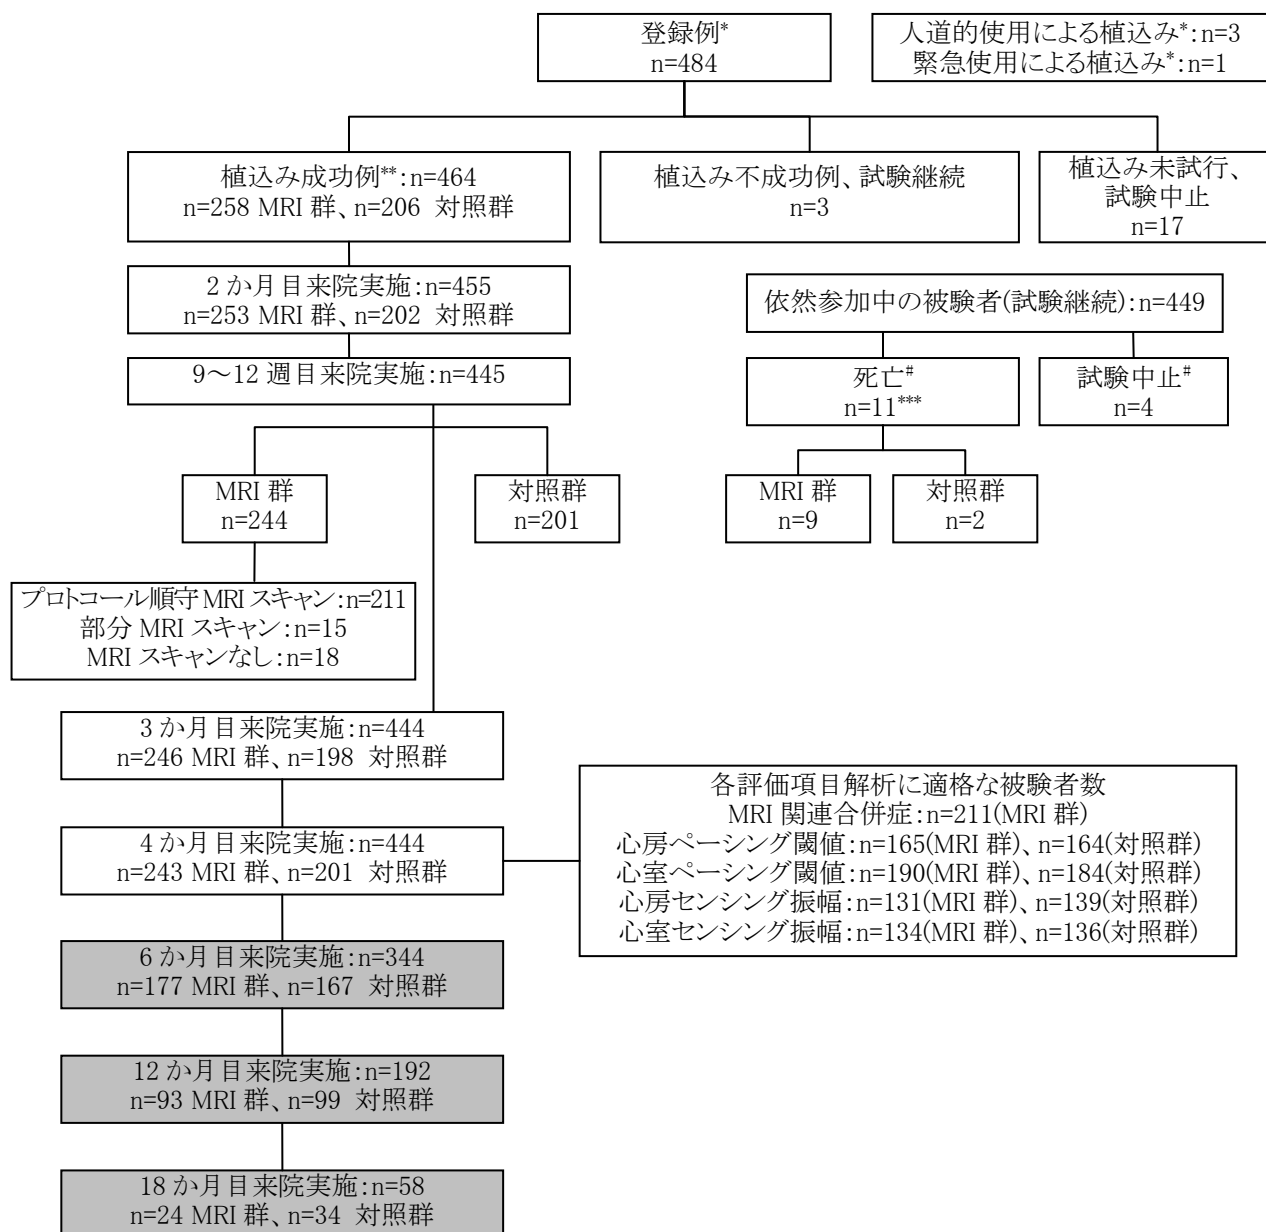 登録例*
n=484
人道的使用による植込み*:n=3
緊急使用による植込み*:n=1
植込み成功例**:n=464
n=258 MRI 群、n=206 対照群
植込み不成功例、試験継続
n=3
植込み未試行、
試験中止
n=17
2 か月目来院実施:n=455
n=253 MRI 群、n=202 対照群
依然参加中の被験者(試験継続):n=449
9～12 週目来院実施:n=445
死亡#
n=11***
試験中止#
n=4
MRI 群
n=244
対照群
n=201
MRI 群
n=9
対照群
n=2
プロトコール順守 MRI スキャン:n=211
部分 MRI スキャン:n=15
MRI スキャンなし:n=18
3 か月目来院実施:n=444
n=246 MRI 群、n=198 対照群
4 か月目来院実施:n=444
n=243 MRI 群、n=201 対照群
各評価項目解析に適格な被験者数
MRI 関連合併症:n=211(MRI 群)
心房ペーシング閾値:n=165(MRI 群)、n=164(対照群)
心室ペーシング閾値:n=190(MRI 群)、n=184(対照群)
心房センシング振幅:n=131(MRI 群)、n=139(対照群)
心室センシング振幅:n=134(MRI 群)、n=136(対照群)
6 か月目来院実施:n=344
n=177 MRI 群、n=167 対照群
12 か月目来院実施:n=192
n=93 MRI 群、n=99 対照群
18 か月目来院実施:n=58
n=24 MRI 群、n=34 対照群